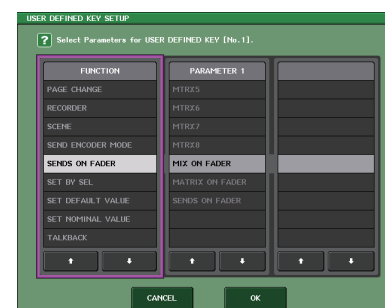 USER DEFINED KEY SETUP
? Select Parameters for USER DEFINED KEY [No.1].
FUNCTION
PAGE CHANGE
RECORDER
SCENE
SEND ENCODER MODE
SENDS ON FADER
SET BY SEL
SET DEFAULT VALUE
SET NOMINAL VALUE
TALKBACK
PARAMETER 1
MTRX5
MTRX6
MTRX7
MTRX8
MIX ON FADER
MATRIX ON FADER
SENDS ON FADER
CANCEL
OK